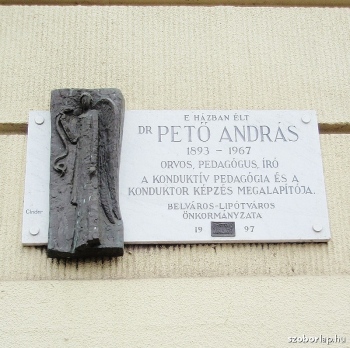 E HÁZBAN ÉLT
DR PETŐ ANDRÁS
1893 - 1967
ORVOS, PEDAGÓGUS, ÍRÓ
A KONDUKTÍV PEDAGÓGIA ÉS A
KONDUKTOR KÉPZÉS MEGALAPÍTÓJA.
BELVÁROS-LIPÓTVÁROS
ÖNKORMÁNYZATA
19 97
szoborlap.hu